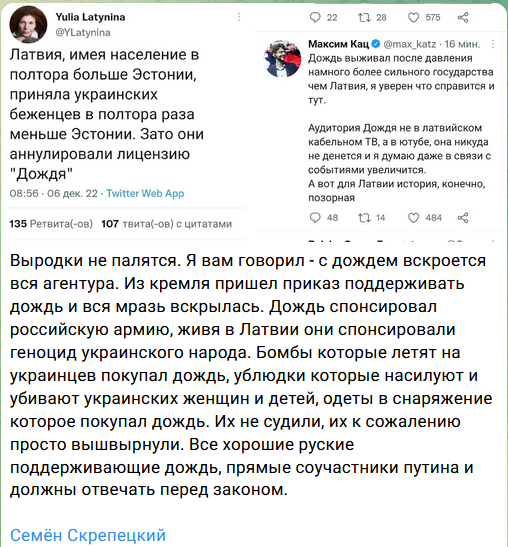 Yulia Latynina
@YLatynina
Латвия, имея население в
полтора больше Эстонии,
приняла украинских
беженцев в полтора раза
меньше Эстонии. Зато они
аннулировали лицензию
"Дождя"
08:56 · 06 дек. 22 · Twitter Web App
135 Ретвита(-ов) 107 твита(-ов) с цитатами
22 28 575
Максим Кац @max_katz · 16 мин.
Дождь выживал после давления
намного более сильного государства
чем Латвия, я уверен что справится и
тут.
Аудитория Дождя не в латвийском
кабельном ТВ, а в ютубе, она никуда
не денется и я думаю даже в связи с
событиями увеличится.
А вот для Латвии история, конечно,
позорная
48 14 484
Выродки не палятся. Я вам говорил - с дождем вскроется
вся агентура. Из кремля пришел приказ поддерживать
дождь и вся мразь вскрылась. Дождь спонсировал
российскую армию, живя в Латвии они спонсировали
геноцид украинского народа. Бомбы которые летят на
украинцев покупал дождь, ублюдки которые насилуют и
убивают украинских женщин и детей, одеты в снаряжение
которое покупал дождь. Их не судили, их к сожалению
просто вышвырнули. Все хорошие руские
поддерживающие дождь, прямые соучастники путина и
должны отвечать перед законом.
Семён Скрепецкий